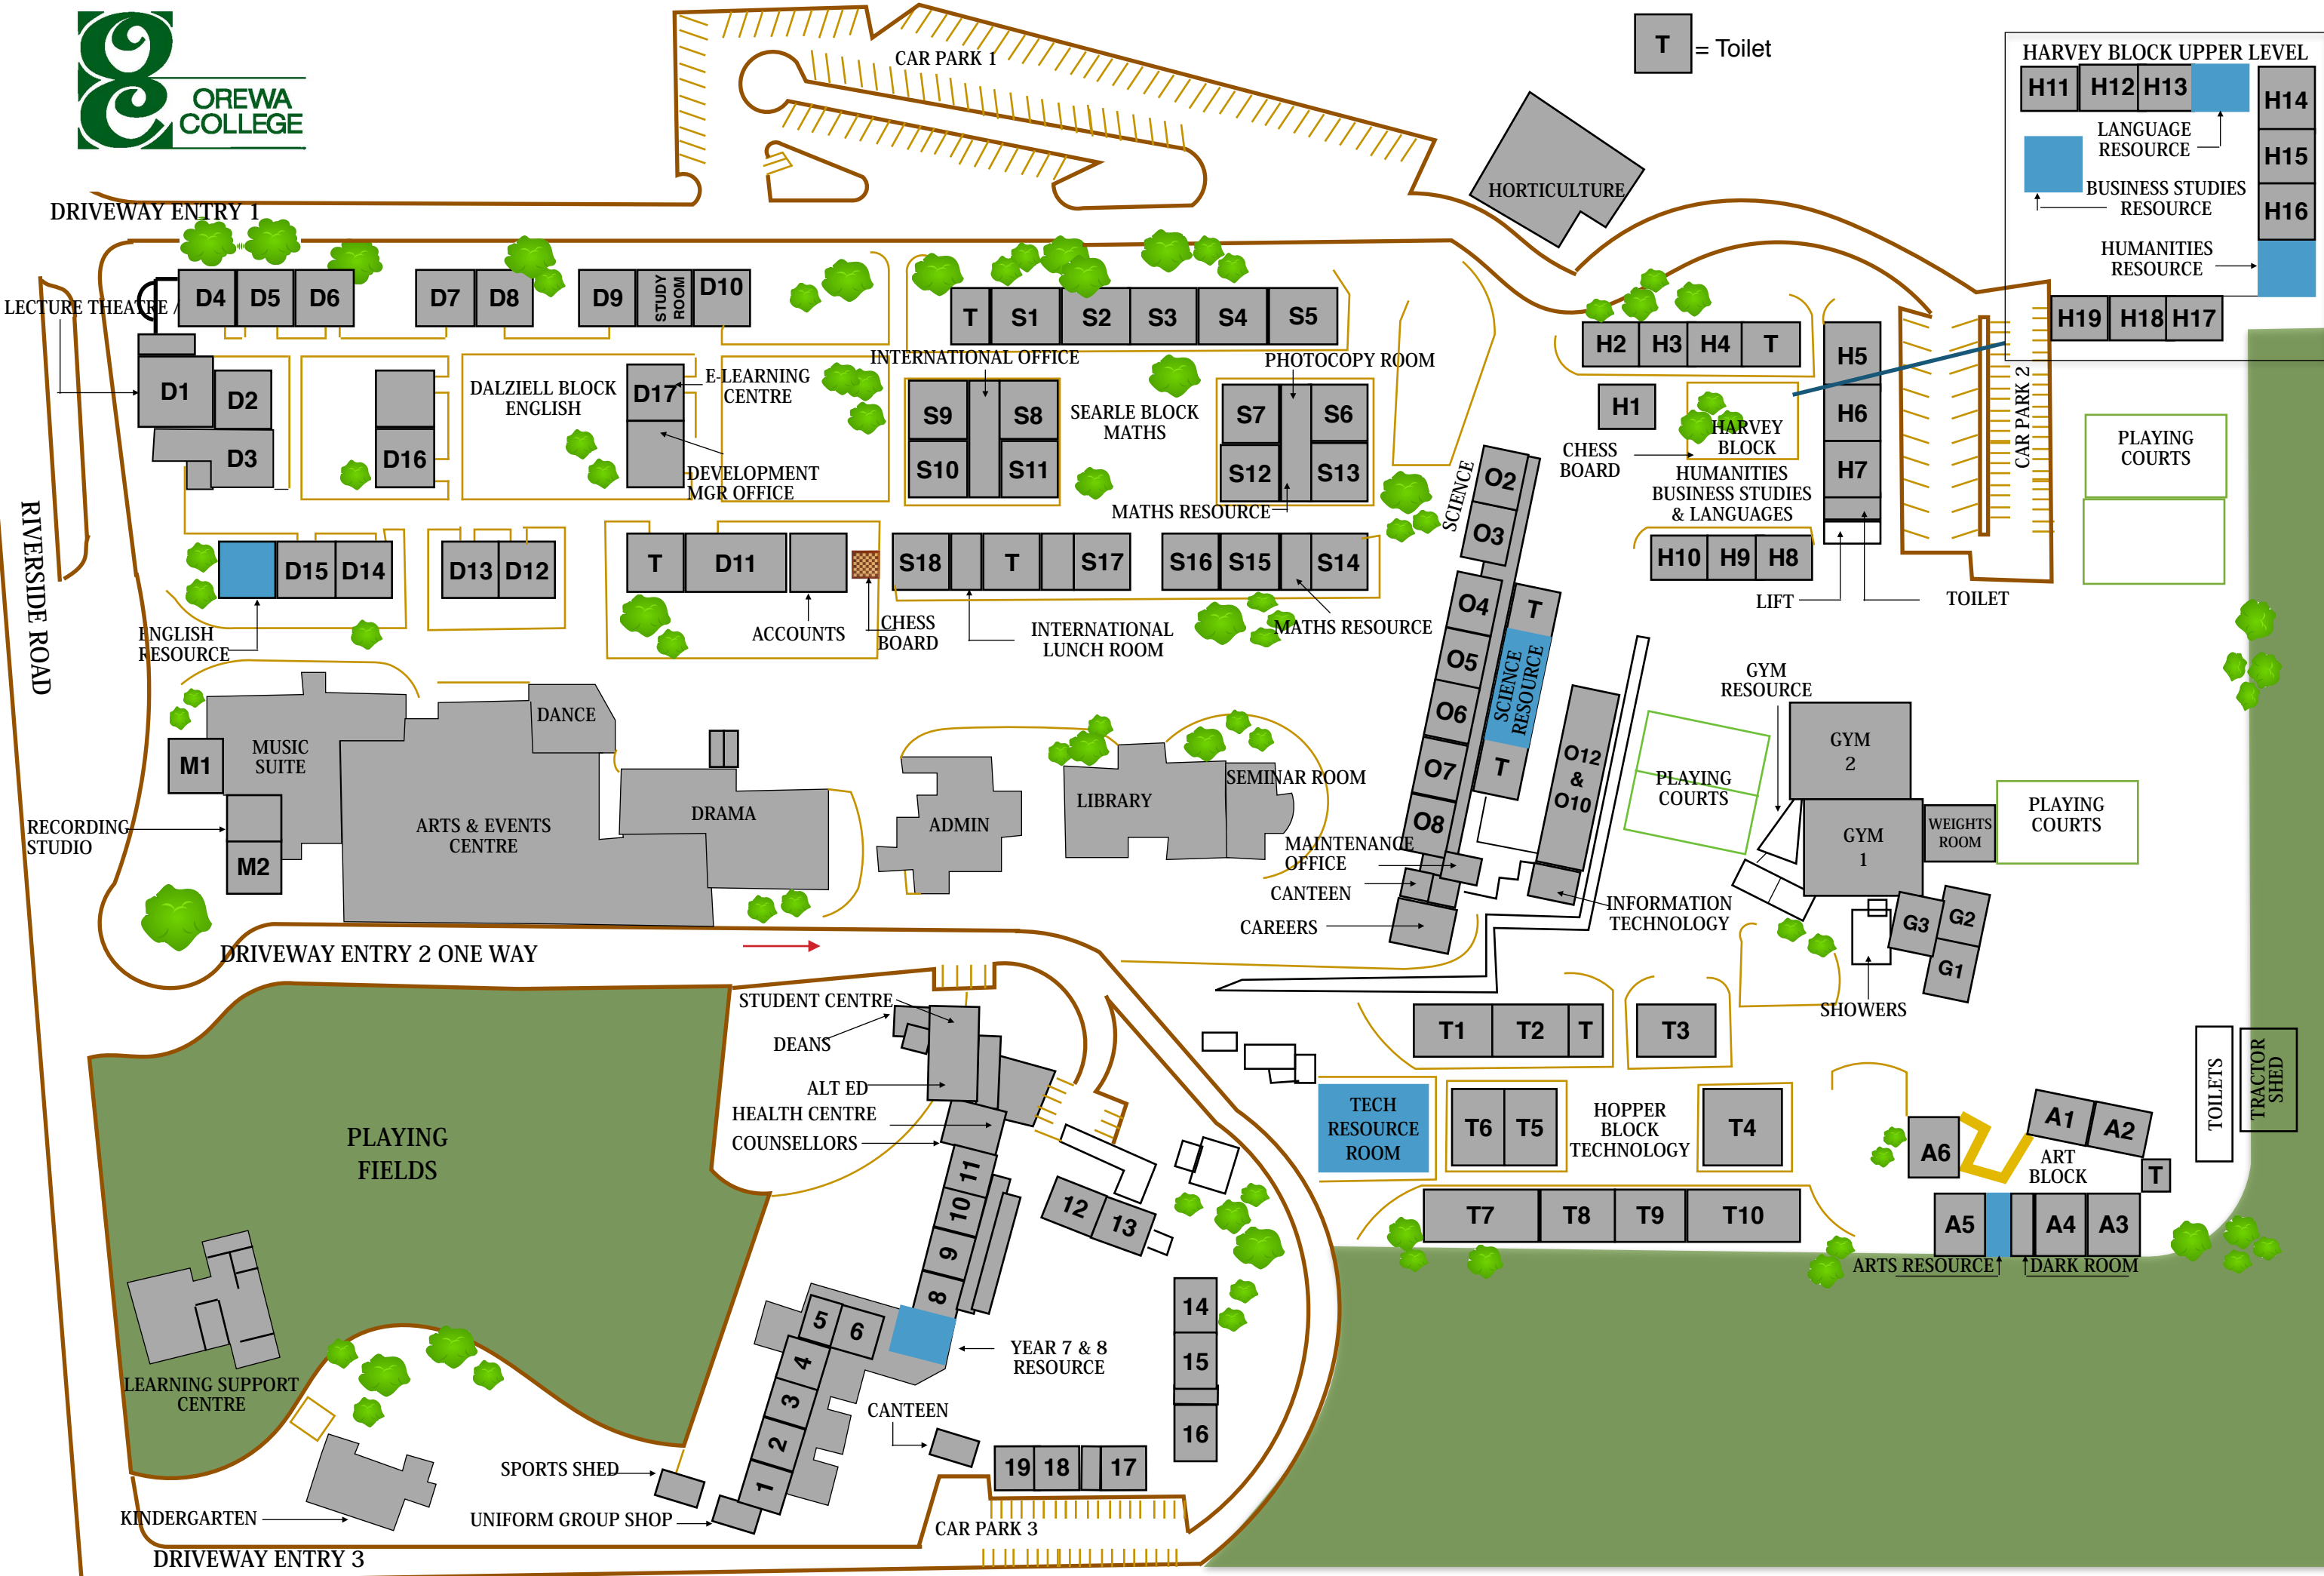 OREWA
COLLEGE
CAR PARK 1
T = Toilet
HARVEY BLOCK UPPER LEVEL
H11 H12 H13
H14
LANGUAGE
RESOURCE
H15
BUSINESS STUDIES
RESOURCE
H16
HUMANITIES
RESOURCE
H19 H18 H17
HORTICULTURE
DRIVEWAY ENTRY 1
LECTURE THEATRE /
D4 D5 D6
D7 D8
D9
STUDY
ROOM
D10
T S1 S2 S3 S4 S5
H2 H3 H4 T
H5
H6
H7
CAR PARK 2
D1
D2
D3
D16
DALZIELL BLOCK
ENGLISH
D17
E-LEARNING
CENTRE
DEVELOPMENT
MGR OFFICE
INTERNATIONAL OFFICE
S9 S8
S10 S11
SEARLE BLOCK
MATHS
PHOTOCOPY ROOM
S7 S6
S12 S13
MATHS RESOURCE
SCIENCE
H1
CHESS
BOARD
HARVEY
BLOCK
HUMANITIES
BUSINESS STUDIES
& LANGUAGES
PLAYING
COURTS
H10 H9 H8
LIFT
TOILET
RIVERSIDE ROAD
D15 D14
ENGLISH
RESOURCE
D13 D12
T D11
ACCOUNTS
CHESS
BOARD
S18 T S17
INTERNATIONAL
LUNCH ROOM
S16 S15 S14
MATHS RESOURCE
O2
O3
O4
O5
O6
O7
O8
T
SCIENCE
RESOURCE
T
O12
&
O10
M1
MUSIC
SUITE
RECORDING
STUDIO
M2
ARTS & EVENTS
CENTRE
DANCE
DRAMA
ADMIN
LIBRARY
SEMINAR ROOM
MAINTENANCE
OFFICE
CANTEEN
CAREERS
INFORMATION
TECHNOLOGY
PLAYING
COURTS
GYM
RESOURCE
GYM
2
GYM
1
WEIGHTS
ROOM
PLAYING
COURTS
G3 G2
G1
SHOWERS
DRIVEWAY ENTRY 2 ONE WAY
STUDENT CENTRE
DEANS
ALT ED
HEALTH CENTRE
COUNSELLORS
PLAYING
FIELDS
T1 T2 T
T3
TECH
RESOURCE
ROOM
T6 T5
HOPPER
BLOCK
TECHNOLOGY
T4
T7 T8 T9 T10
A6
A1 A2
ART
BLOCK
T
A5 A4 A3
ARTS RESOURCE
DARK ROOM
TOILETS
TRACTOR
SHED
11
10
9
8
12 13
14
15
16
5 6
4
3
2
1
YEAR 7 & 8
RESOURCE
CANTEEN
19 18 17
LEARNING SUPPORT
CENTRE
KINDERGARTEN
SPORTS SHED
UNIFORM GROUP SHOP
CAR PARK 3
DRIVEWAY ENTRY 3